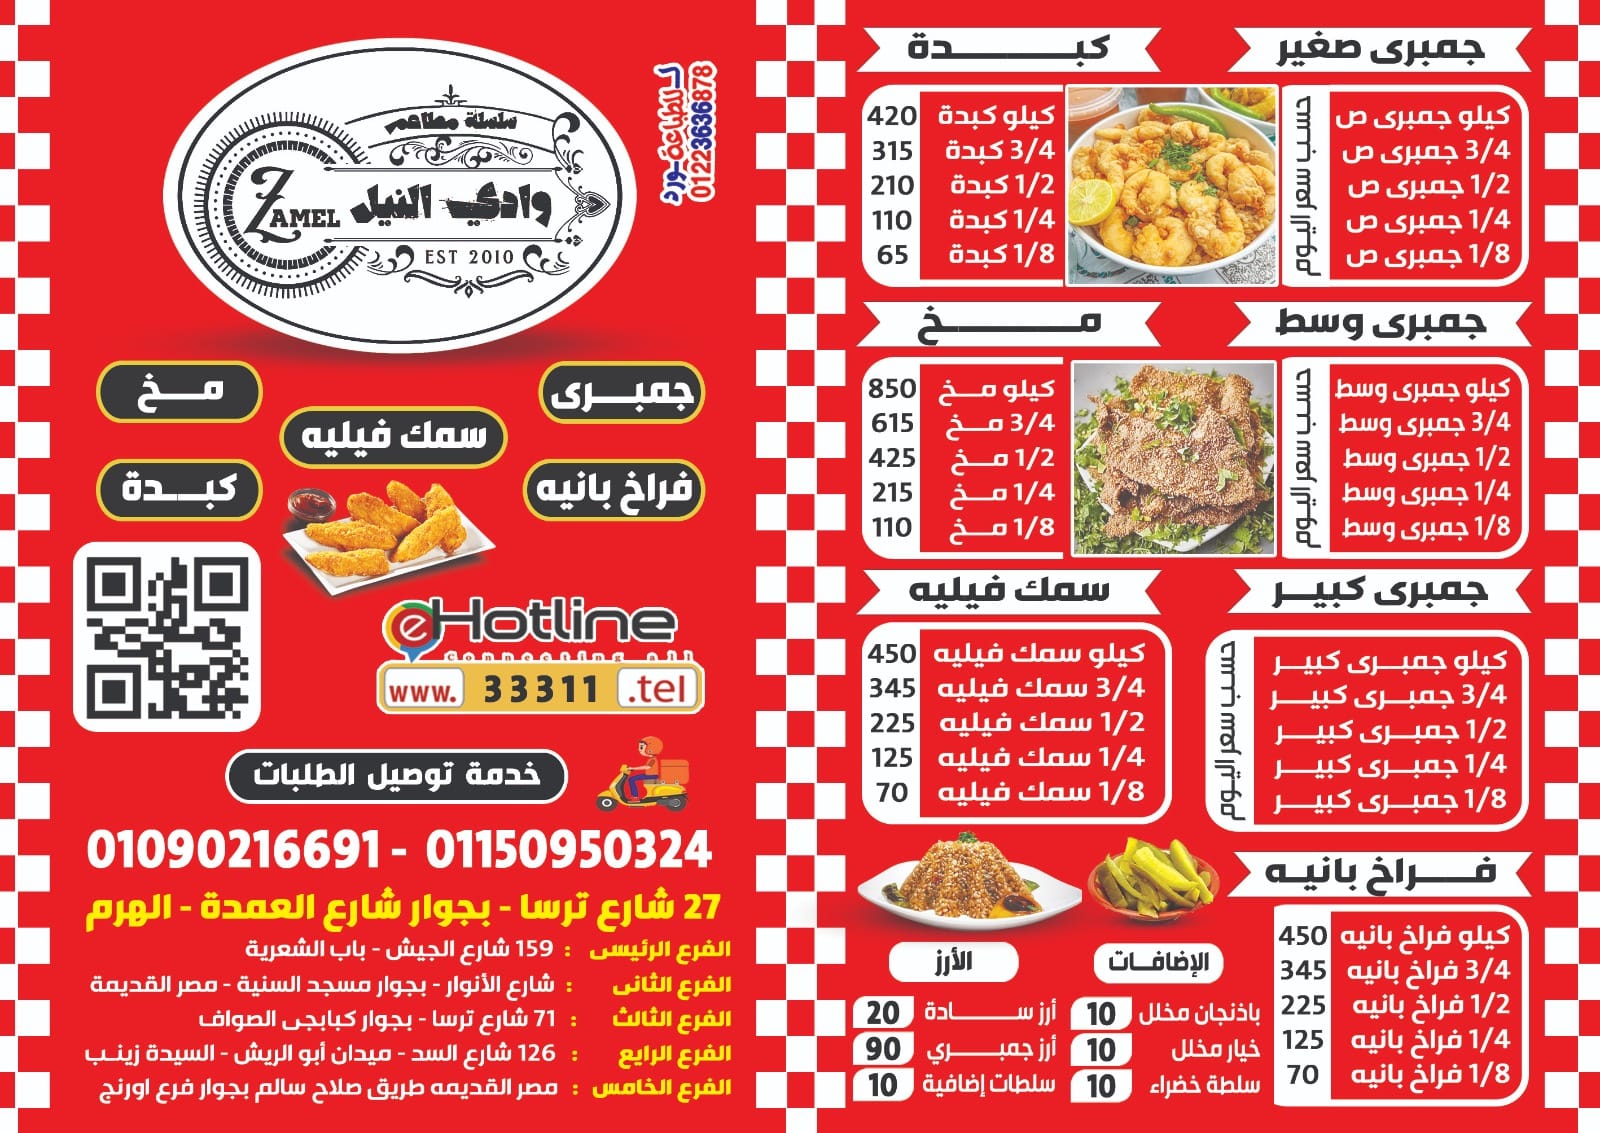 سلسلة مطاعم
وادي النيل
ZAMEL
EST 2010
للطباعة
01223636878
جمبرى
مخ
سمك فيليه
فراخ بانيه
كبدة
eHotline
connecting all
www. 33311 .tel
خدمة توصيل الطلبات
01090216691 - 01150950324
27 شارع ترسا - بجوار شارع العمدة - الهرم
الفرع الرئيسى : 159 شارع الجيش - باب الشعرية
الفرع الثانى : شارع الأنوار - بجوار مسجد السنية - مصر القديمة
الفرع الثالث : 71 شارع ترسا - بجوار كبابجى الصواف
الفرع الرابع : 126 شارع السد - ميدان أبو الريش - السيدة زينب
الفرع الخامس : مصر القديمه طريق صلاح سالم بجوار فرع اورنج
جمبرى صغير
كيلو جمبرى ص
3/4 جمبرى ص
1/2 جمبرى ص
1/4 جمبرى ص
1/8 جمبرى ص
حسب سعر اليوم
كبدة
كيلو كبدة 420
3/4 كبدة 315
1/2 كبدة 210
1/4 كبدة 110
1/8 كبدة 65
جمبرى وسط
كيلو جمبرى وسط
3/4 جمبرى وسط
1/2 جمبرى وسط
1/4 جمبرى وسط
1/8 جمبرى وسط
حسب سعر اليوم
مخ
كيلو مخ 850
3/4 مخ 615
1/2 مخ 425
1/4 مخ 215
1/8 مخ 110
جمبرى كبير
كيلو جمبرى كبير
3/4 جمبرى كبير
1/2 جمبرى كبير
1/4 جمبرى كبير
1/8 جمبرى كبير
حسب سعر اليوم
سمك فيليه
كيلو سمك فيليه 450
3/4 سمك فيليه 345
1/2 سمك فيليه 225
1/4 سمك فيليه 125
1/8 سمك فيليه 70
فراخ بانيه
كيلو فراخ بانيه 450
3/4 فراخ بانيه 345
1/2 فراخ بانيه 225
1/4 فراخ بانيه 125
1/8 فراخ بانيه 70
الإضافات
باذنجان مخلل 10
خيار مخلل 10
سلطة خضراء 10
الأرز
أرز سادة 20
أرز جمبري 90
سلطات إضافية 10